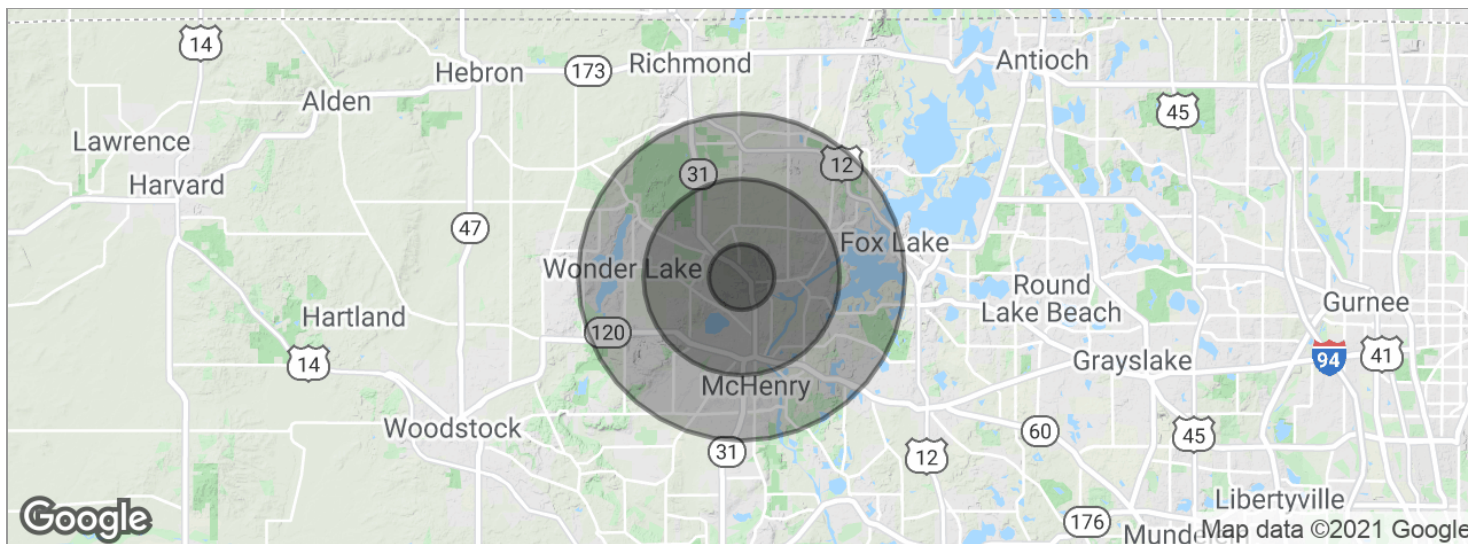 14
Antioch
Richmond
Hebron
173
Alden
45
Lawrence
12
31
Harvard
47
Fox Lake
Wonder Lake
Round
Lake Beach
Gurnee
Hartland
120
94
41
14
Grayslake
McHenry
Woodstock
60
45
31
12
Libertyville
176
Mundelein
Map data ©2021 Google
Google